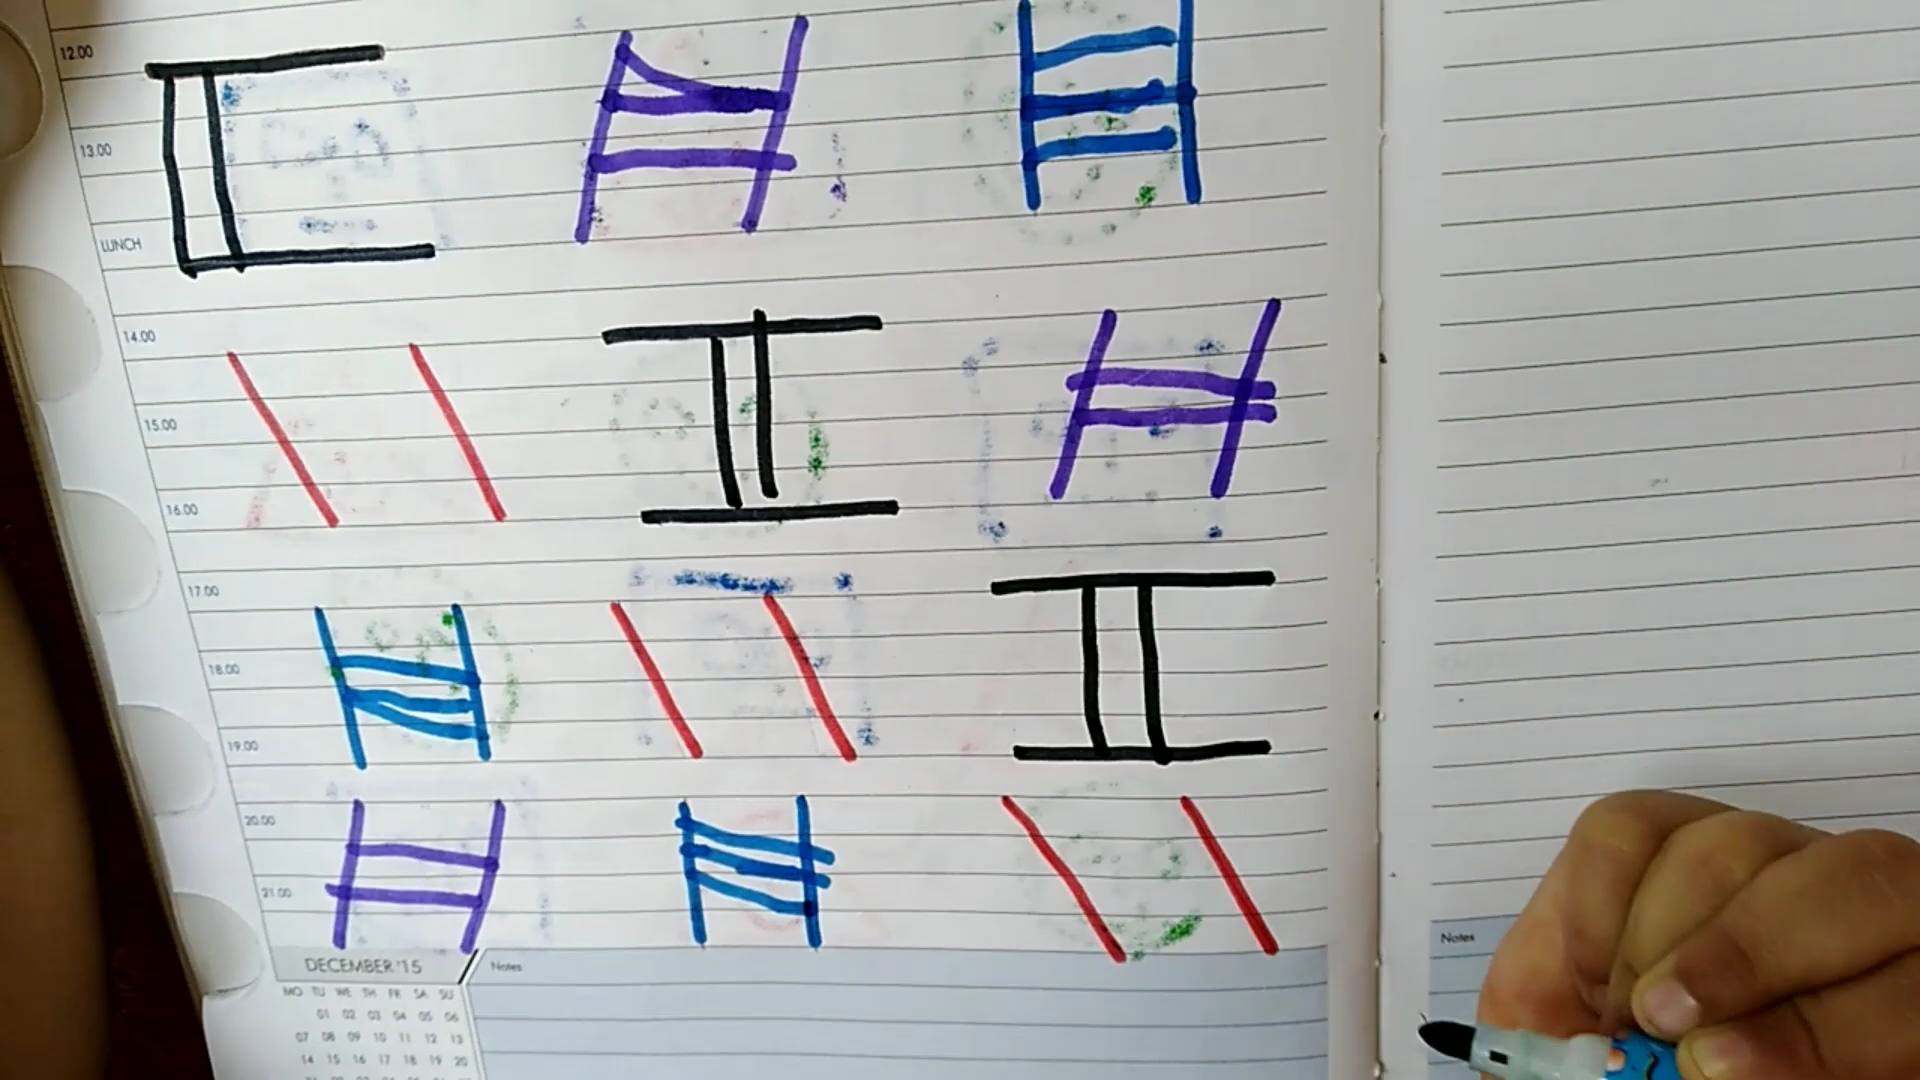 12.00
13.00
LUNCH
14.00
15.00
16.00
17.00
18.00
19.00
20.00
21.00
DECEMBER '15
Notes
MO TU WE TH FR SA SU
01 02 03 04 05 06
07 08 09 10 11 12 13
14 15 16 17 18 19 20
Notes